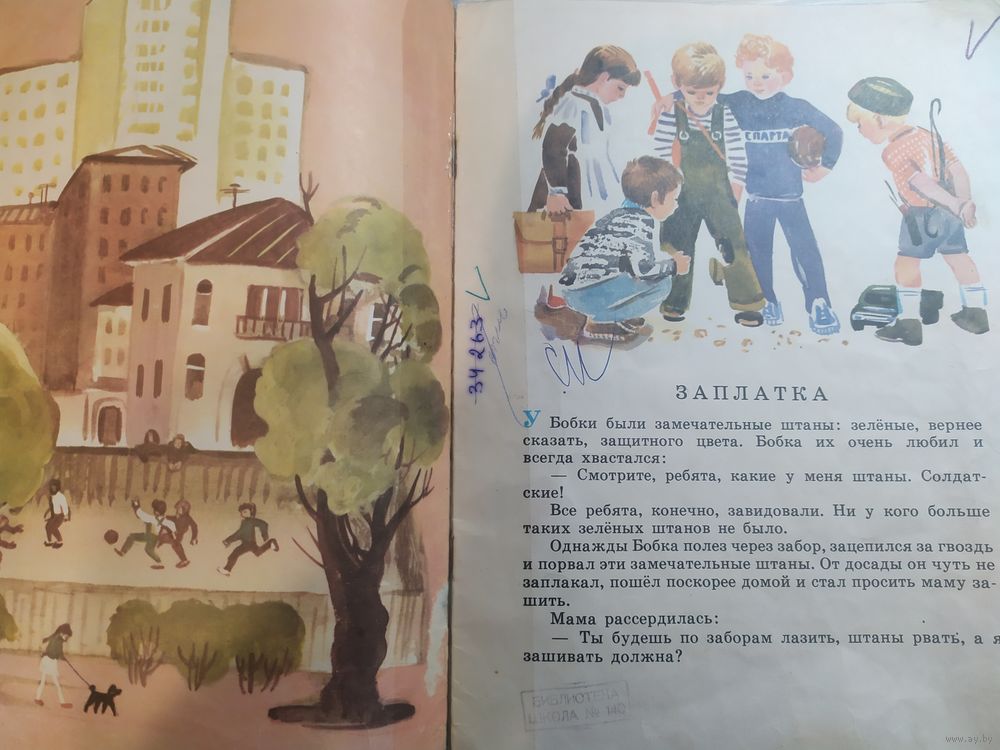 34263
СПАРТА
ЗАПЛАТКА
У Бобки были замечательные штаны: зелёные, вернее
сказать, защитного цвета. Бобка их очень любил и
всегда хвастался:
— Смотрите, ребята, какие у меня штаны. Солдат-
ские!
Все ребята, конечно, завидовали. Ни у кого больше
таких зелёных штанов не было.
Однажды Бобка полез через забор, зацепился за гвоздь
и порвал эти замечательные штаны. От досады он чуть не
заплакал, пошёл поскорее домой и стал просить маму за-
шить.
Мама рассердилась:
— Ты будешь по заборам лазить, штаны рвать, а я
зашивать должна?
БИБЛИОТЕКА
ШКОЛА №
www.ay.by